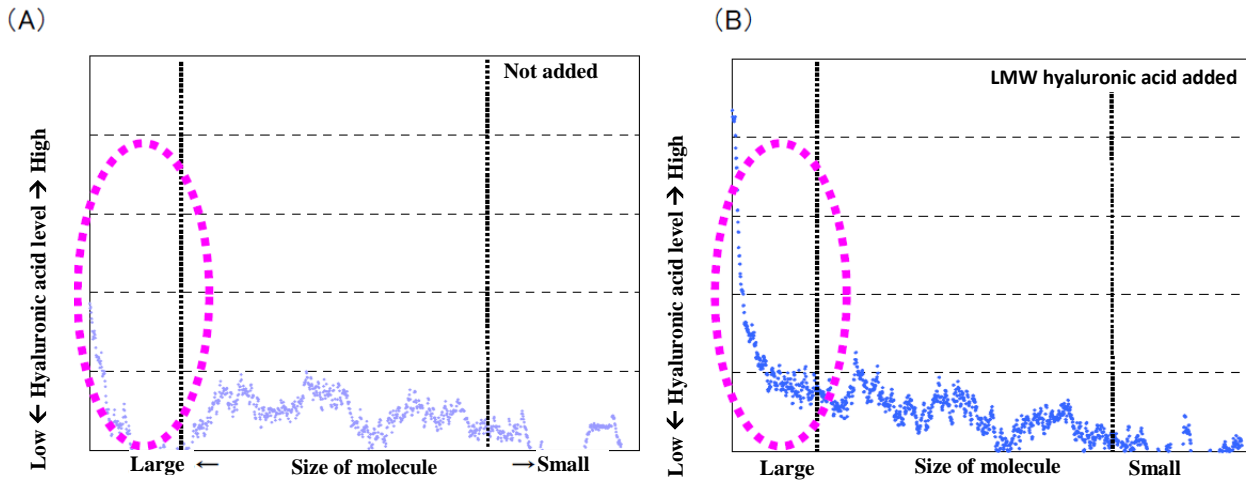 (A)
Not added
Low ← Hyaluronic acid level → High
Large ← Size of molecule → Small
(B)
LMW hyaluronic acid added
Low ← Hyaluronic acid level → High
Large Size of molecule Small